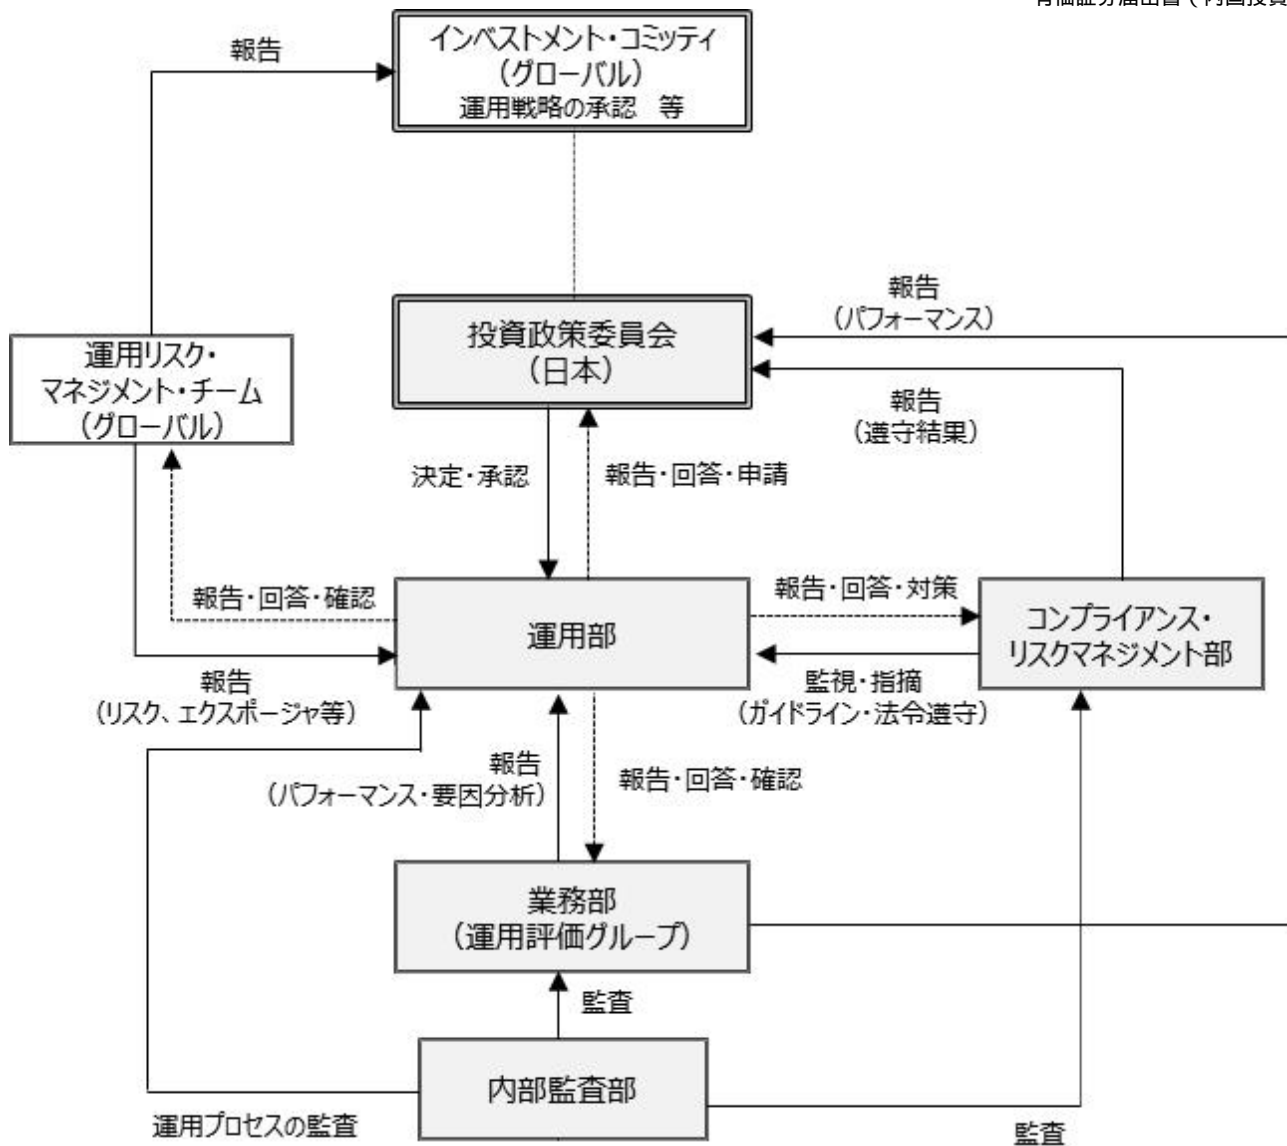 報告
インベストメント・コミッティ
（グローバル）
運用戦略の承認　等
報告
（パフォーマンス）
投資政策委員会
（日本）
運用リスク・
マネジメント・チーム
（グローバル）
報告
（遵守結果）
決定・承認
報告・回答・申請
報告・回答・確認
運用部
報告・回答・対策
コンプライアンス・
リスクマネジメント部
報告
（リスク、エクスポージャ等）
監視・指摘
（ガイドライン・法令遵守）
報告
（パフォーマンス・要因分析）
報告・回答・確認
業務部
（運用評価グループ）
監査
内部監査部
運用プロセスの監査
監査